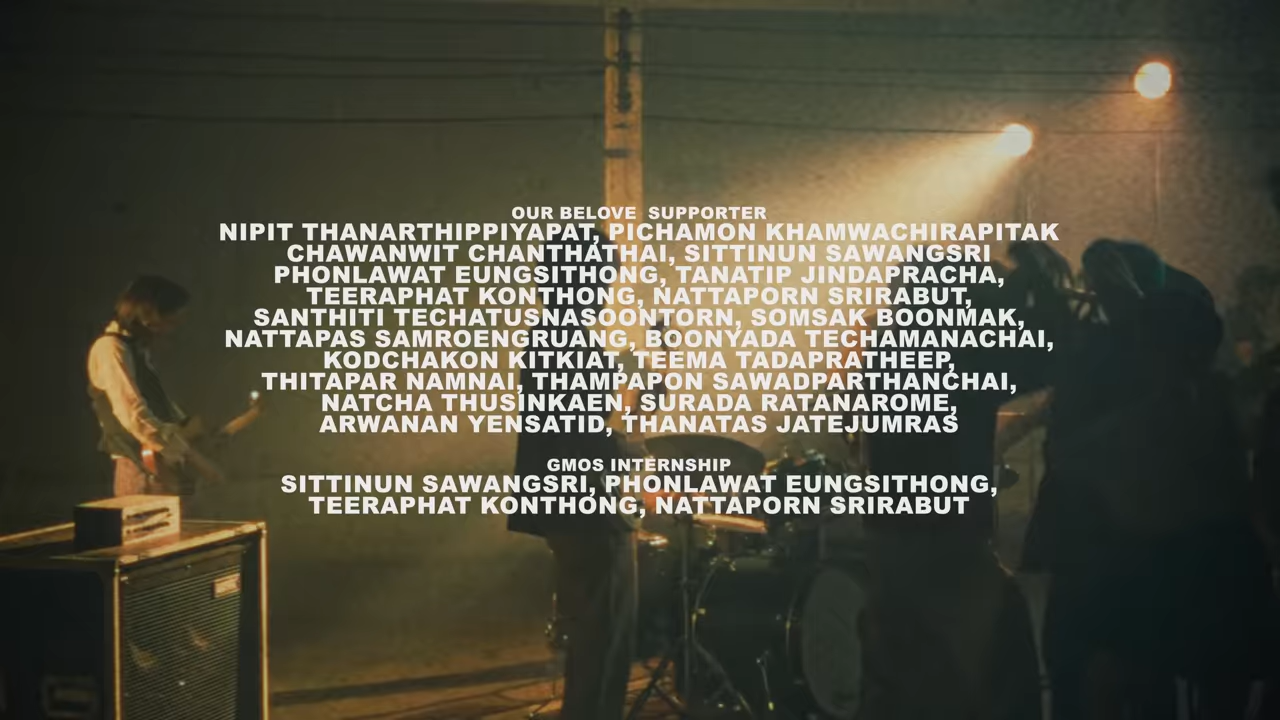 OUR BELOVE SUPPORTER
NIPIT THANARTHIPPIYAPAT, PICHAMON KHAMWACHIRAPITAK
CHAWANWIT CHANTHATHAI, SITTINUN SAWANGSRI
PHONLAWAT EUNGSITHONG, TANATIP JINDAPRACHA,
TEERAPHAT KONTHONG, NATTAPORN SRIRABUT,
SANTHITI TECHATUSNASOONTORN, SOMSAK BOONMAK,
NATTAPAS SAMROENGRUANG, BOONYADA TECHAMANACHAI,
KODCHAKON KITKIAT, TEEMA TADAPRATHEEP,
THITAPAR NAMNAI, THAMPAPON SAWADPARTHANCHAI,
NATCHA THUSINKAEN, SURADA RATANAROME,
ARWANAN YENSATID, THANATAS JATEJUMRAS
GMOS INTERNSHIP
SITTINUN SAWANGSRI, PHONLAWAT EUNGSITHONG,
TEERAPHAT KONTHONG, NATTAPORN SRIRABUT